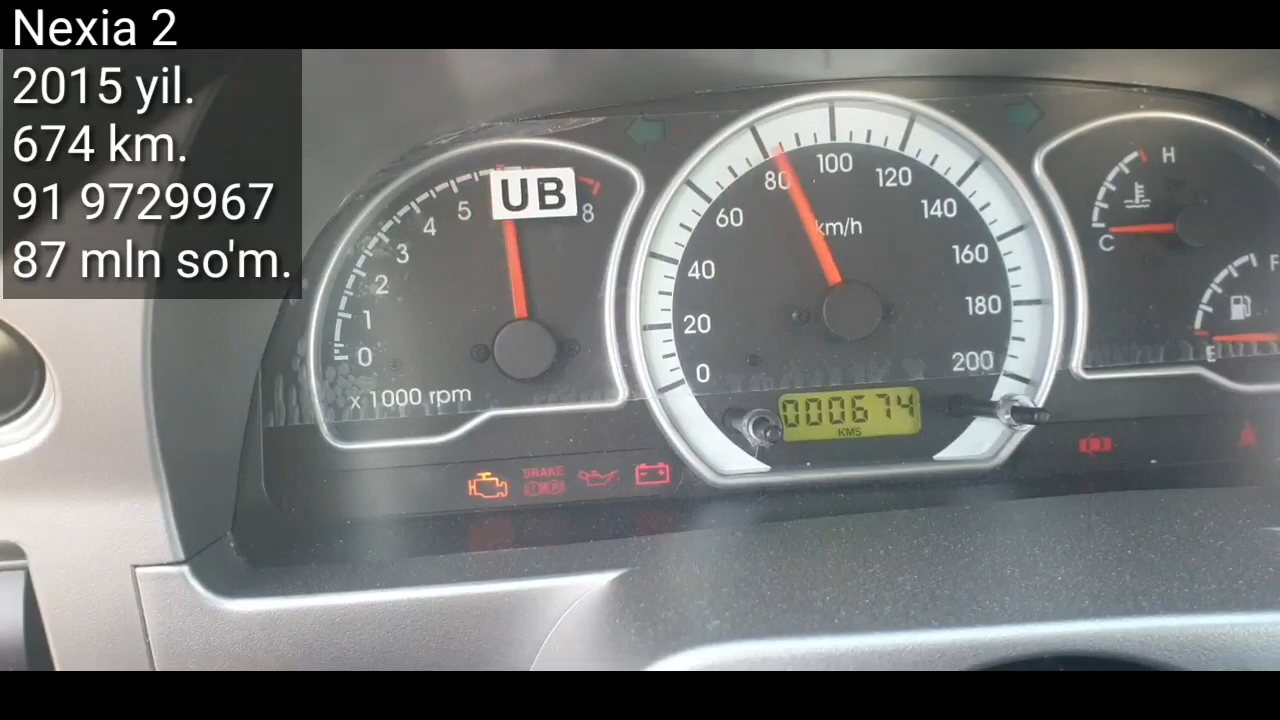 Nexia 2
2015 yil.
674 km.
91 9729967
87 mln so'm.
UB
0
1
2
3
4
5
8
x 1000 rpm
0
20
40
60
80
100
120
140
160
180
200
km/h
000674
KMS
H
C
F
E
BRAKE